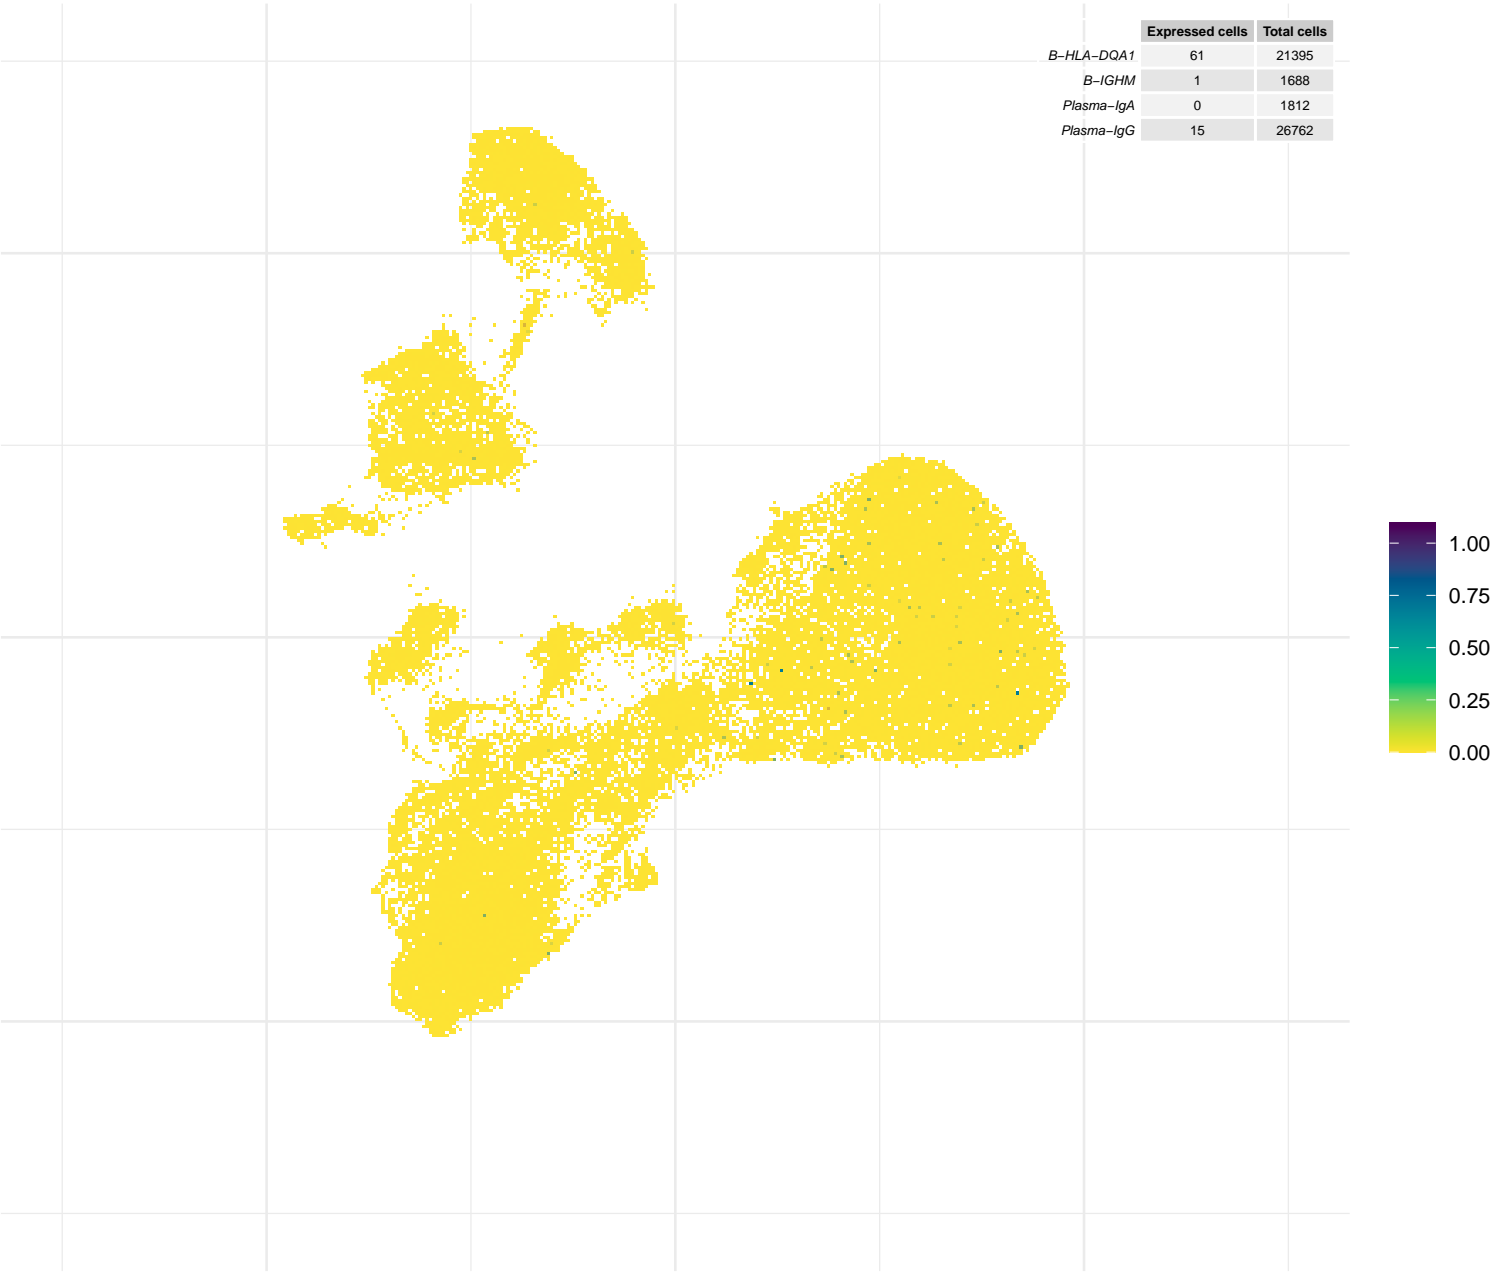 Expressed cells Total cells
B−HLA−DQA1 61 21395
B−IGHM 1 1688
Plasma−IgA 0 1812
Plasma−IgG 15 26762
1.00
0.75
0.50
0.25
0.00